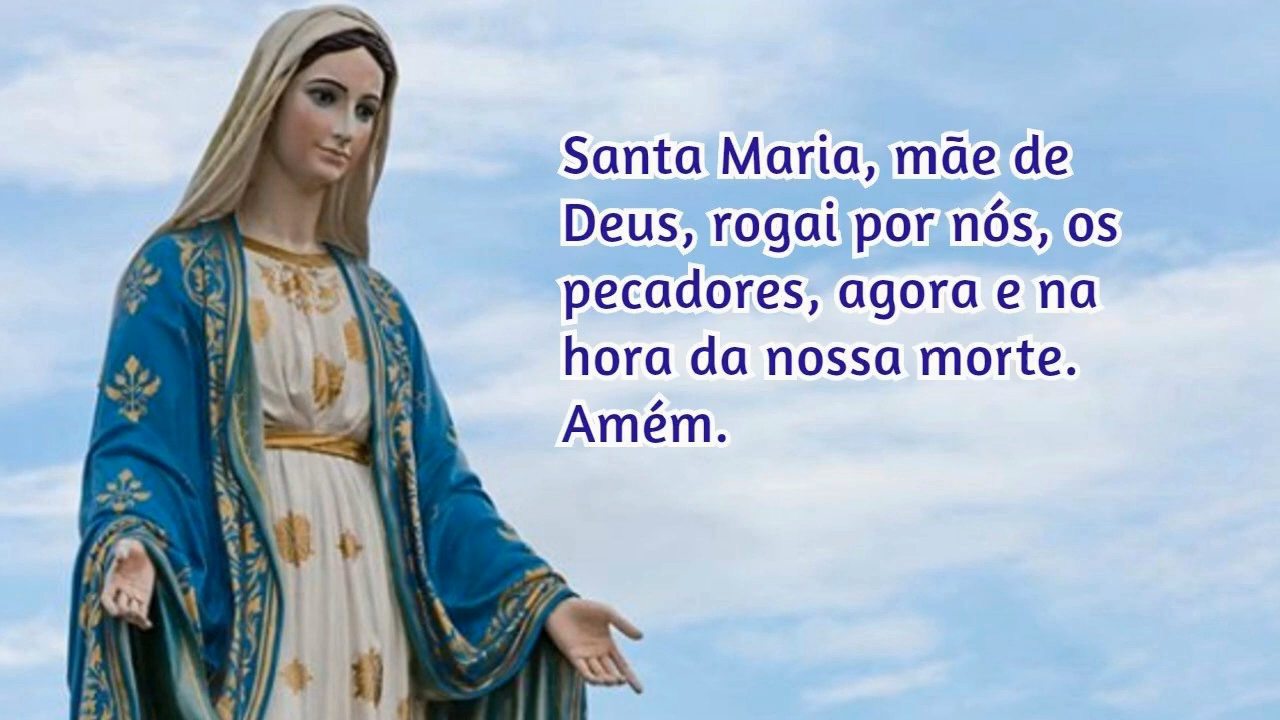 Santa Maria, mãe de
Deus, rogai por nós, os
pecadores, agora e na
hora da nossa morte.
Amém.